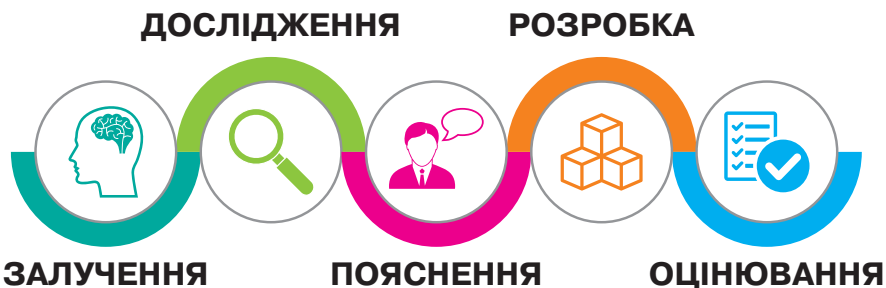 ДОСЛІДЖЕННЯ РОЗРОБКА
ЗАЛУЧЕННЯ ПОЯСНЕННЯ ОЦІНЮВАННЯ